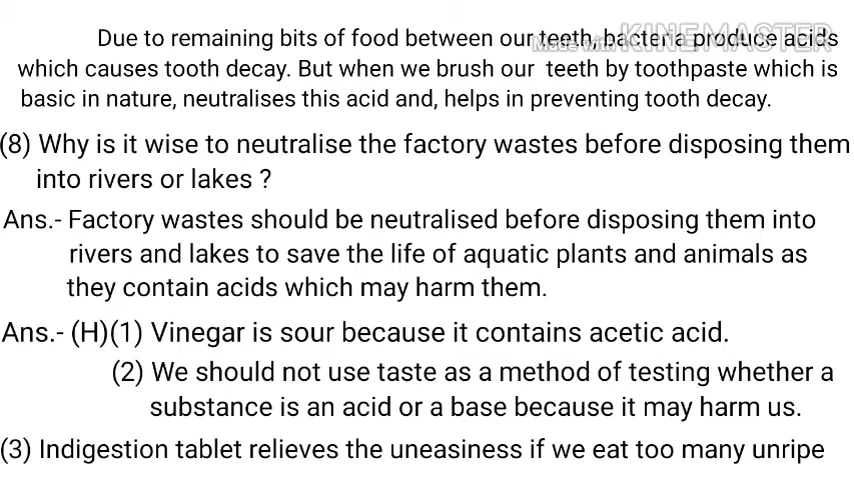 Due to remaining bits of food between our teeth, bacteria produce acids
Made with KINEMASTER
which causes tooth decay. But when we brush our teeth by toothpaste which is
basic in nature, neutralises this acid and, helps in preventing tooth decay.
(8) Why is it wise to neutralise the factory wastes before disposing them
into rivers or lakes ?
Ans.- Factory wastes should be neutralised before disposing them into
rivers and lakes to save the life of aquatic plants and animals as
they contain acids which may harm them.
Ans.- (H)(1) Vinegar is sour because it contains acetic acid.
(2) We should not use taste as a method of testing whether a
substance is an acid or a base because it may harm us.
(3) Indigestion tablet relieves the uneasiness if we eat too many unripe